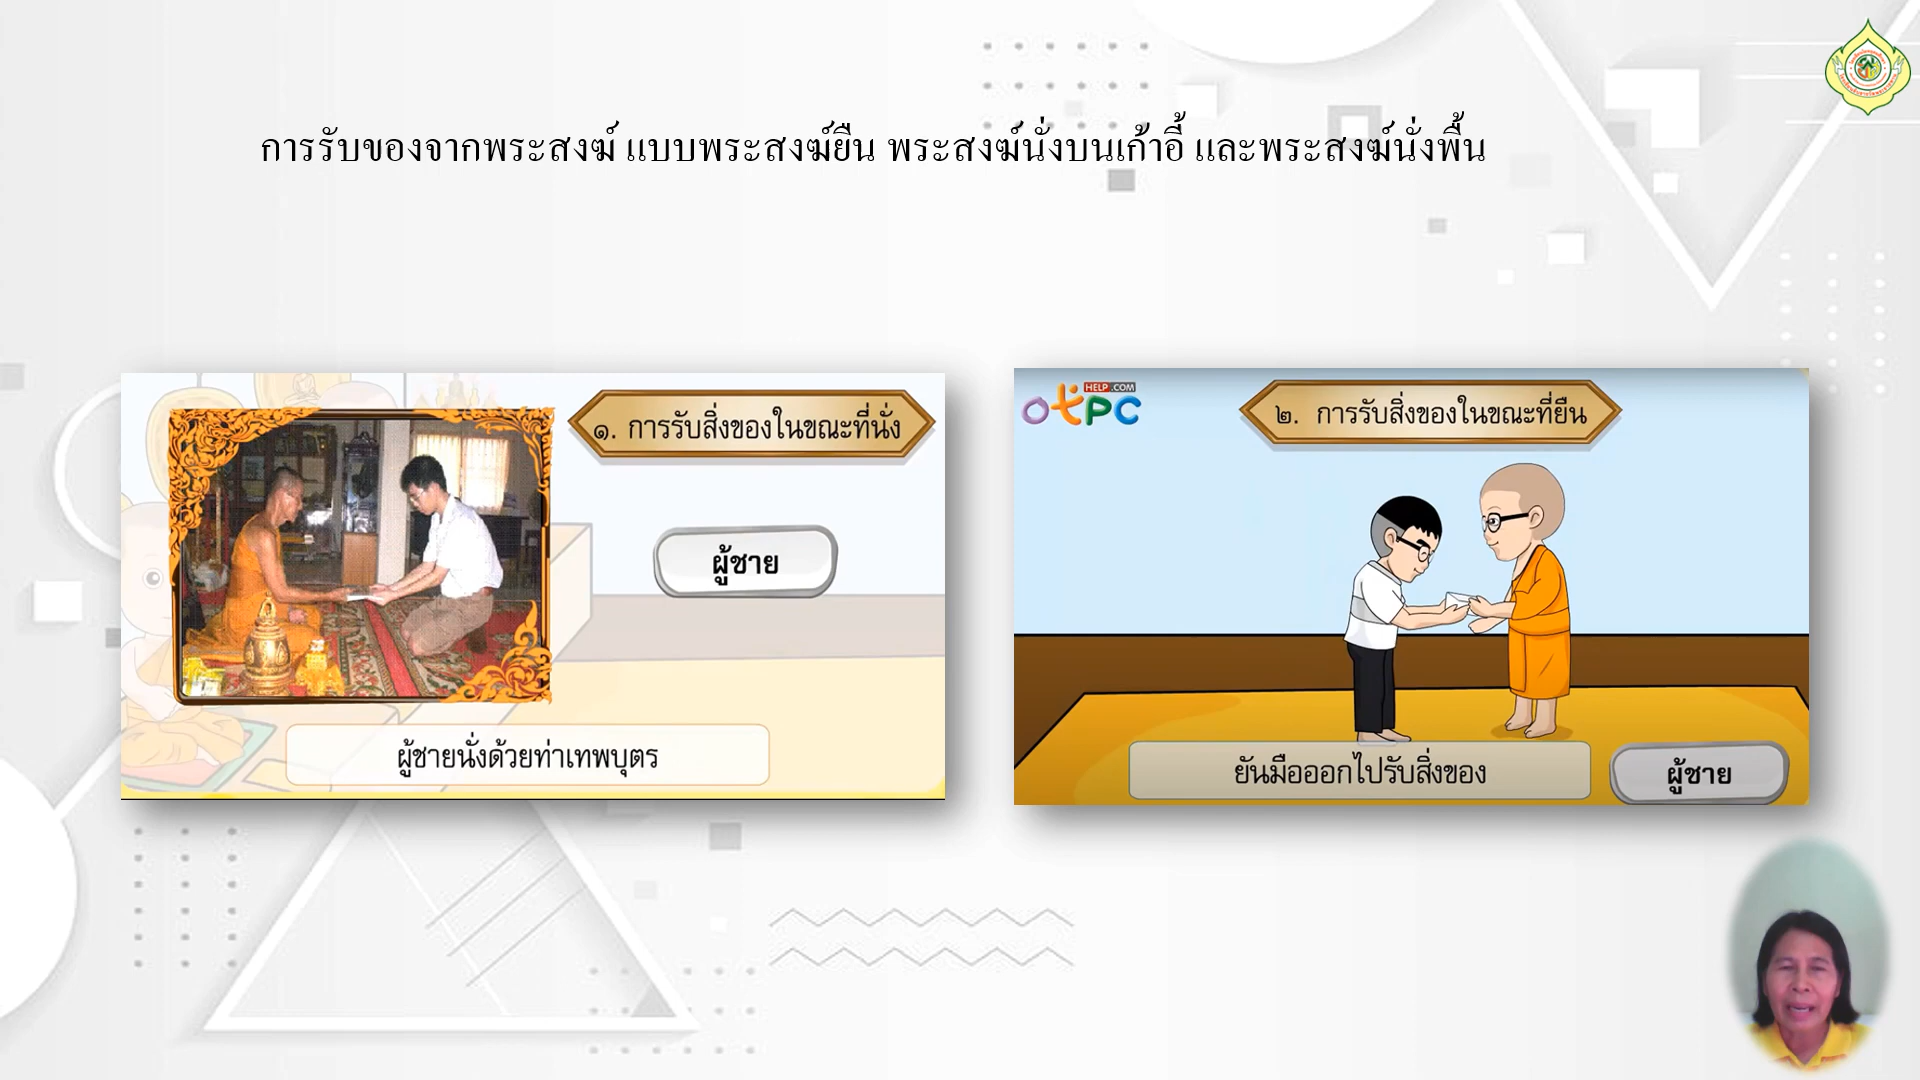 การรับของจากพระสงฆ์ แบบพระสงฆ์ยืน พระสงฆ์นั่งบนเก้าอี้ และพระสงฆ์นั่งพื้น
๑. การรับสิ่งของในขณะที่นั่ง
ผู้ชาย
ผู้ชายนั่งด้วยท่าเทพบุตร
HELP.COM
OTPC
๒. การรับสิ่งของในขณะที่ยืน
ยันมือออกไปรับสิ่งของ
ผู้ชาย